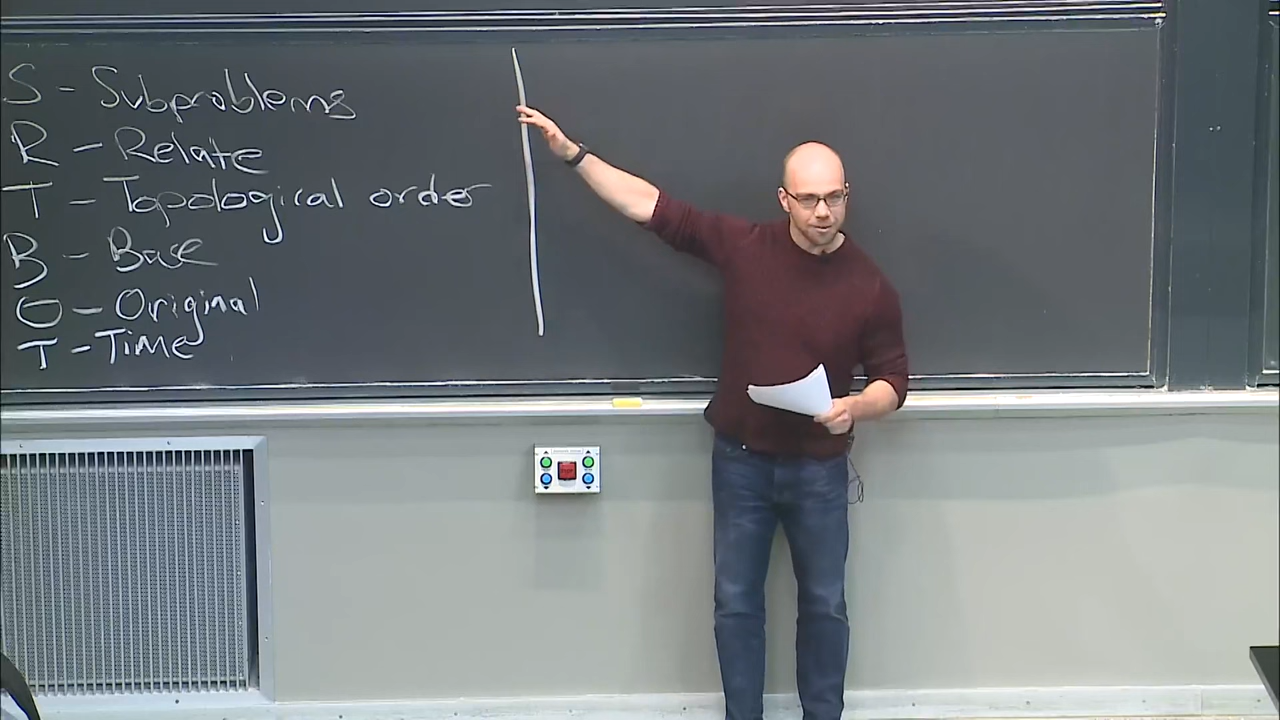 S - Subproblems
R - Relate
T - Topological order
B - Base
O - Original
T - Time